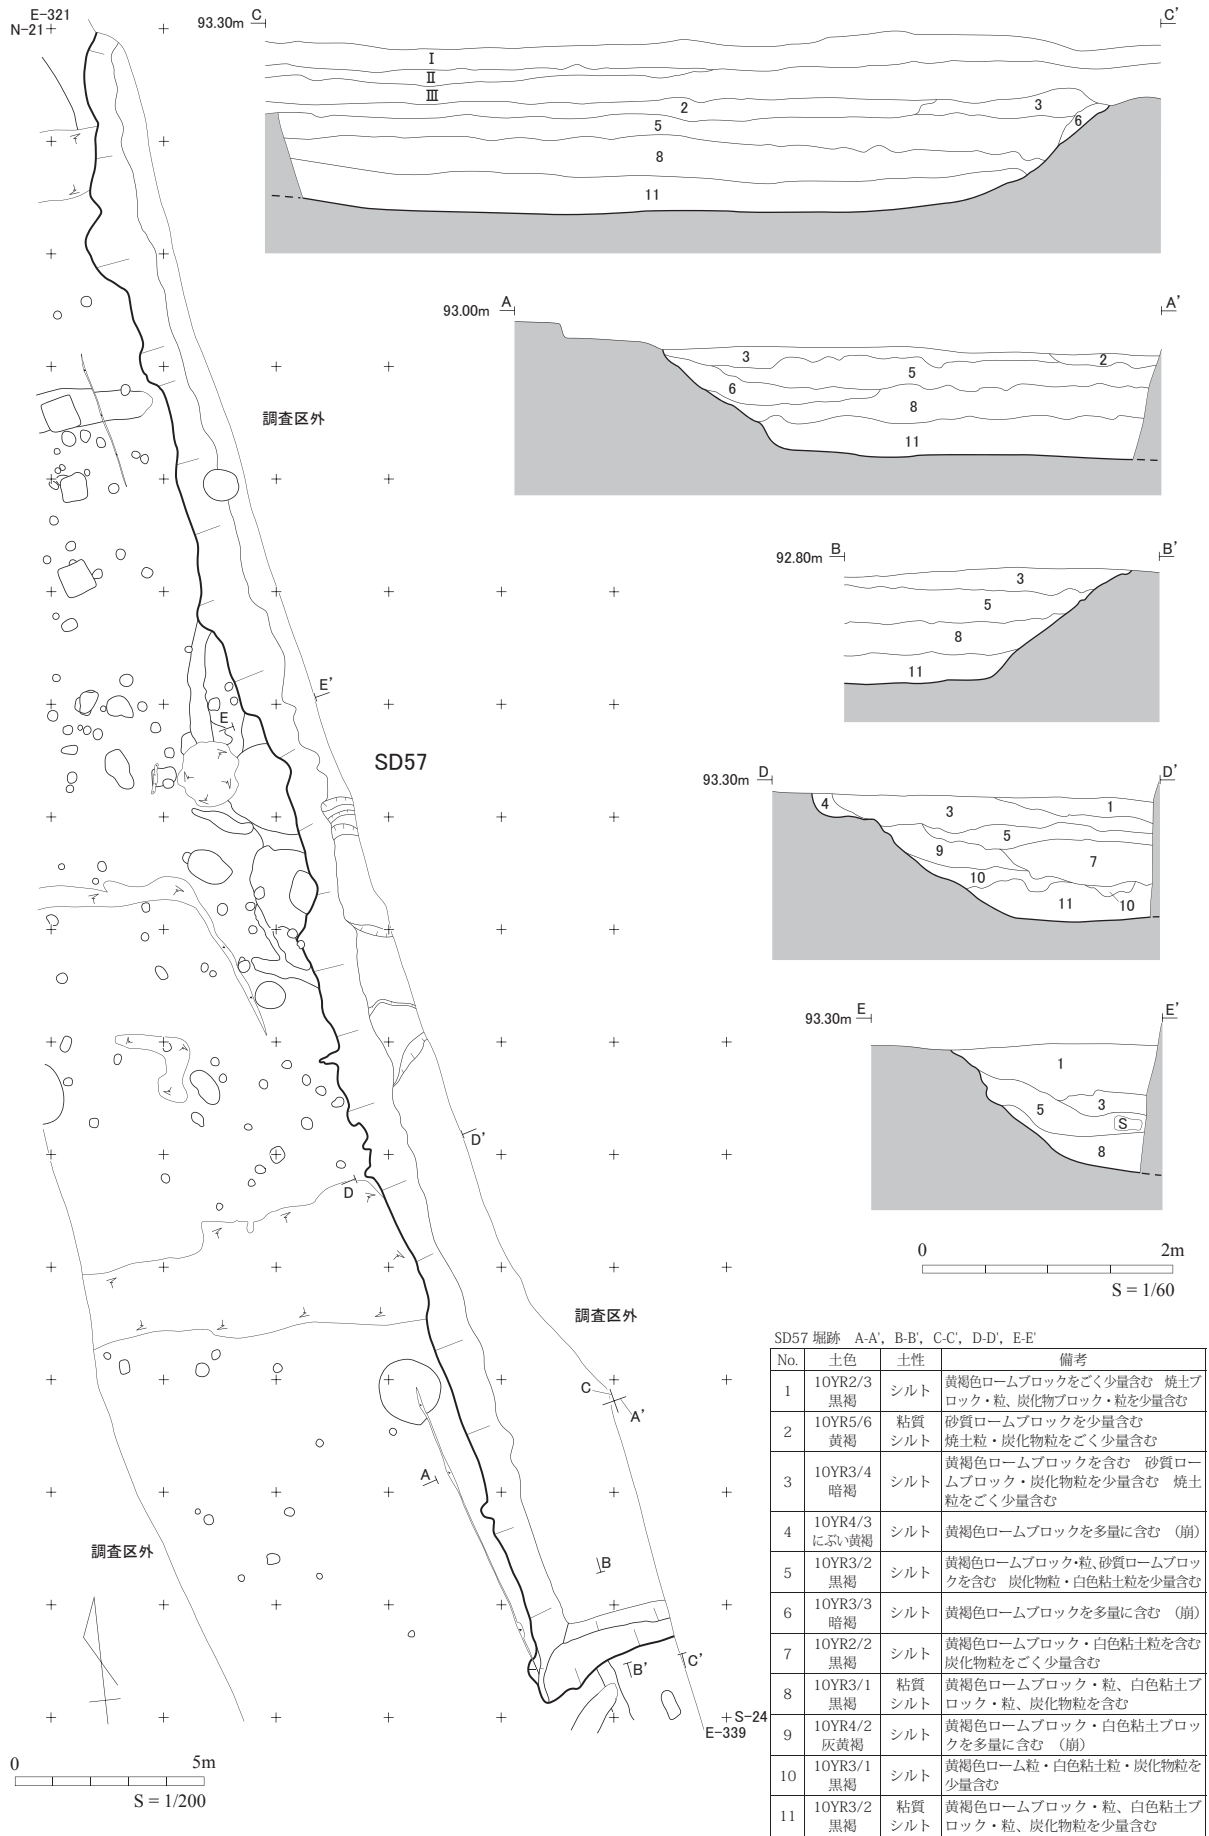 E-321
N-21
93.30m C C'
I
II
III
2 3
5 6
8
11
93.00m A A'
3 2
5
6
8
11
調査区外
92.80m B B'
3
5
8
11
E'
E
SD57
93.30m D D'
4 3 1
5
9 7
10
11 10
93.30m E E'
1
3
5 S
8
D'
D
0 2m
S = 1/60
調査区外
C
A'
A
B
調査区外
B'
C'
S-24
E-339
0 5m
S = 1/200
SD57 堀跡 A-A', B-B', C-C', D-D', E-E'
No. 土色 土性 備考
1 10YR2/3 黒褐 シルト 黄褐色ロームブロックをごく少量含む 焼土ブ
ロック・粒、炭化物ブロック・粒を少量含む
2 10YR5/6 黄褐 粘質シルト 砂質ロームブロックを少量含む
焼土粒・炭化物粒をごく少量含む
3 10YR3/4 暗褐 シルト 黄褐色ロームブロックを含む 砂質ロー
ムブロック・炭化物粒を少量含む 焼土
粒をごく少量含む
4 10YR4/3 にぶい黄褐 シルト 黄褐色ロームブロックを多量に含む (崩)
5 10YR3/2 黒褐 シルト 黄褐色ロームブロック・粒、砂質ロームブロッ
クを含む 炭化物粒・白色粘土粒を少量含む
6 10YR3/3 暗褐 シルト 黄褐色ロームブロックを多量に含む (崩)
7 10YR2/2 黒褐 シルト 黄褐色ロームブロック・白色粘土粒を含む
炭化物粒をごく少量含む
8 10YR3/1 黒褐 粘質シルト 黄褐色ロームブロック・粒、白色粘土ブ
ロック・粒、炭化物粒を含む
9 10YR4/2 灰黄褐 シルト 黄褐色ロームブロック・白色粘土ブロッ
クを多量に含む (崩)
10 10YR3/1 黒褐 シルト 黄褐色ローム粒・白色粘土粒・炭化物粒を
少量含む
11 10YR3/2 黒褐 粘質シルト 黄褐色ロームブロック・粒、白色粘土ブ
ロック・粒、炭化物粒を少量含む